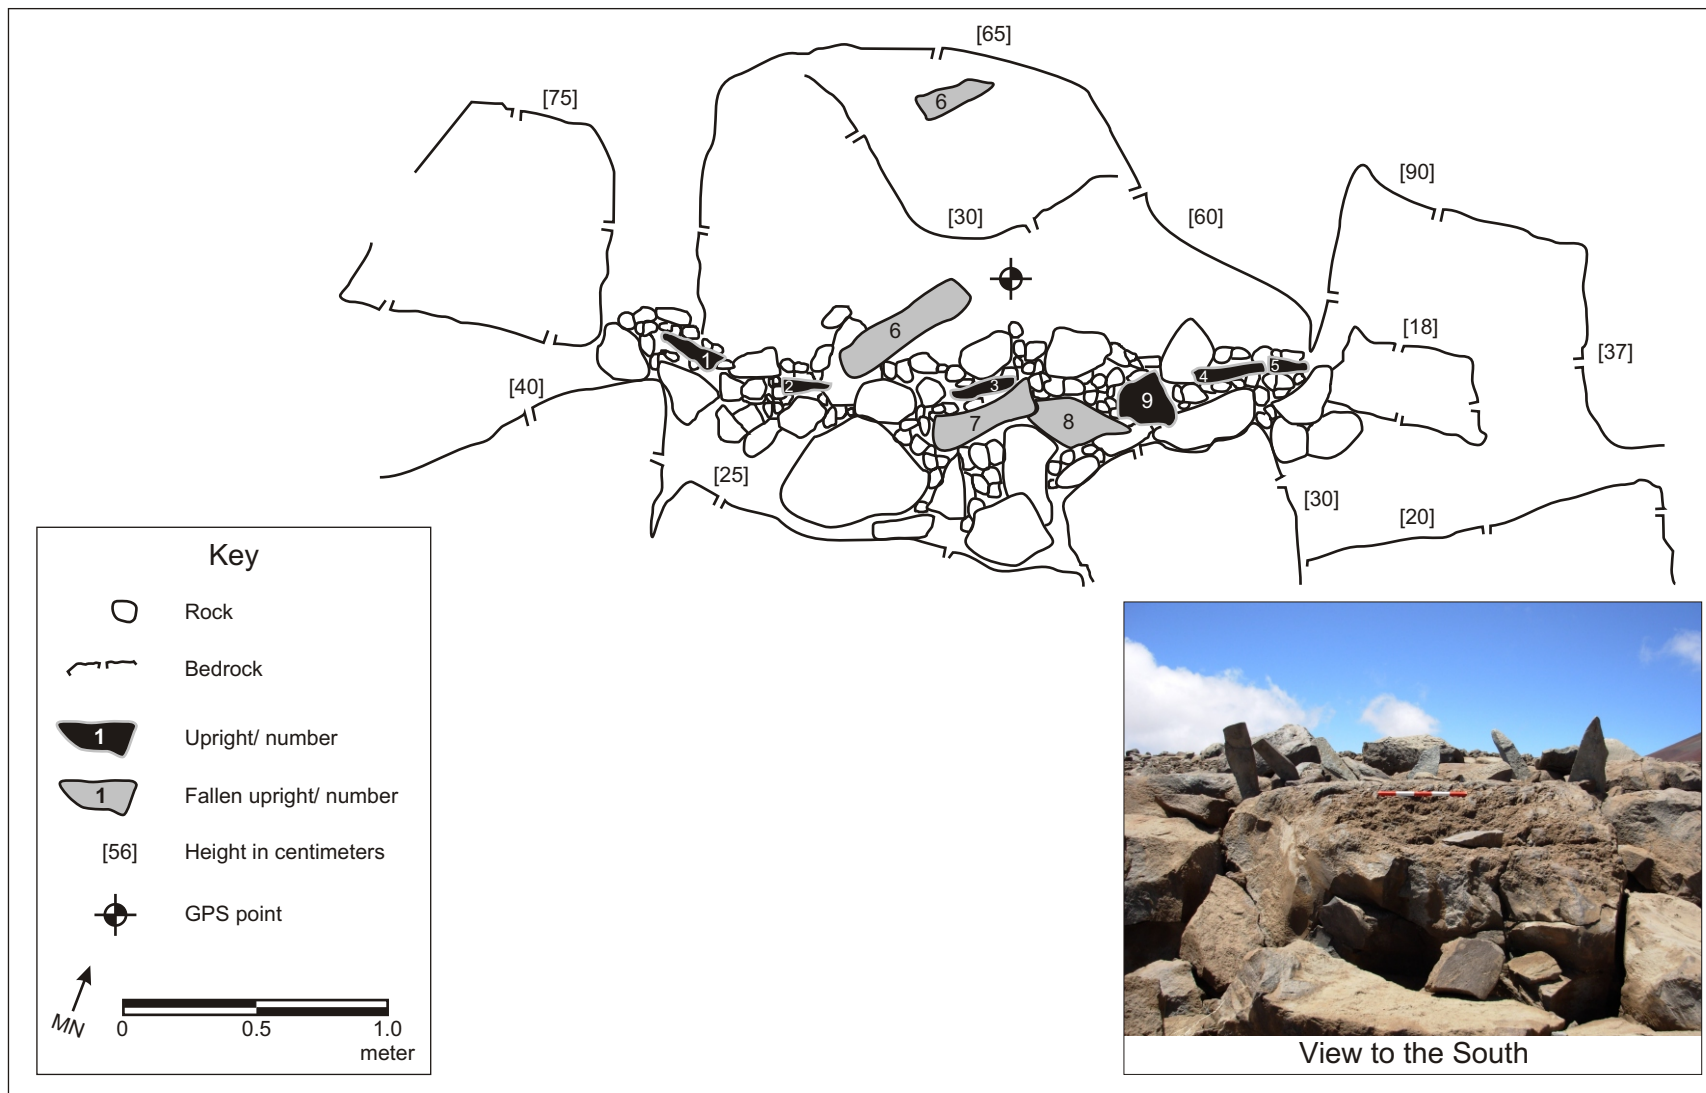 [65]
[75]
6
[90]
[30]
[60]
[18]
6
[37]
1
2
3
4
5
[40]
7
8
9
[25]
[30]
[20]
Key
Rock
Bedrock
1 Upright/ number
1 Fallen upright/ number
[56] Height in centimeters
GPS point
MN
0 0.5 1.0
meter
View to the South